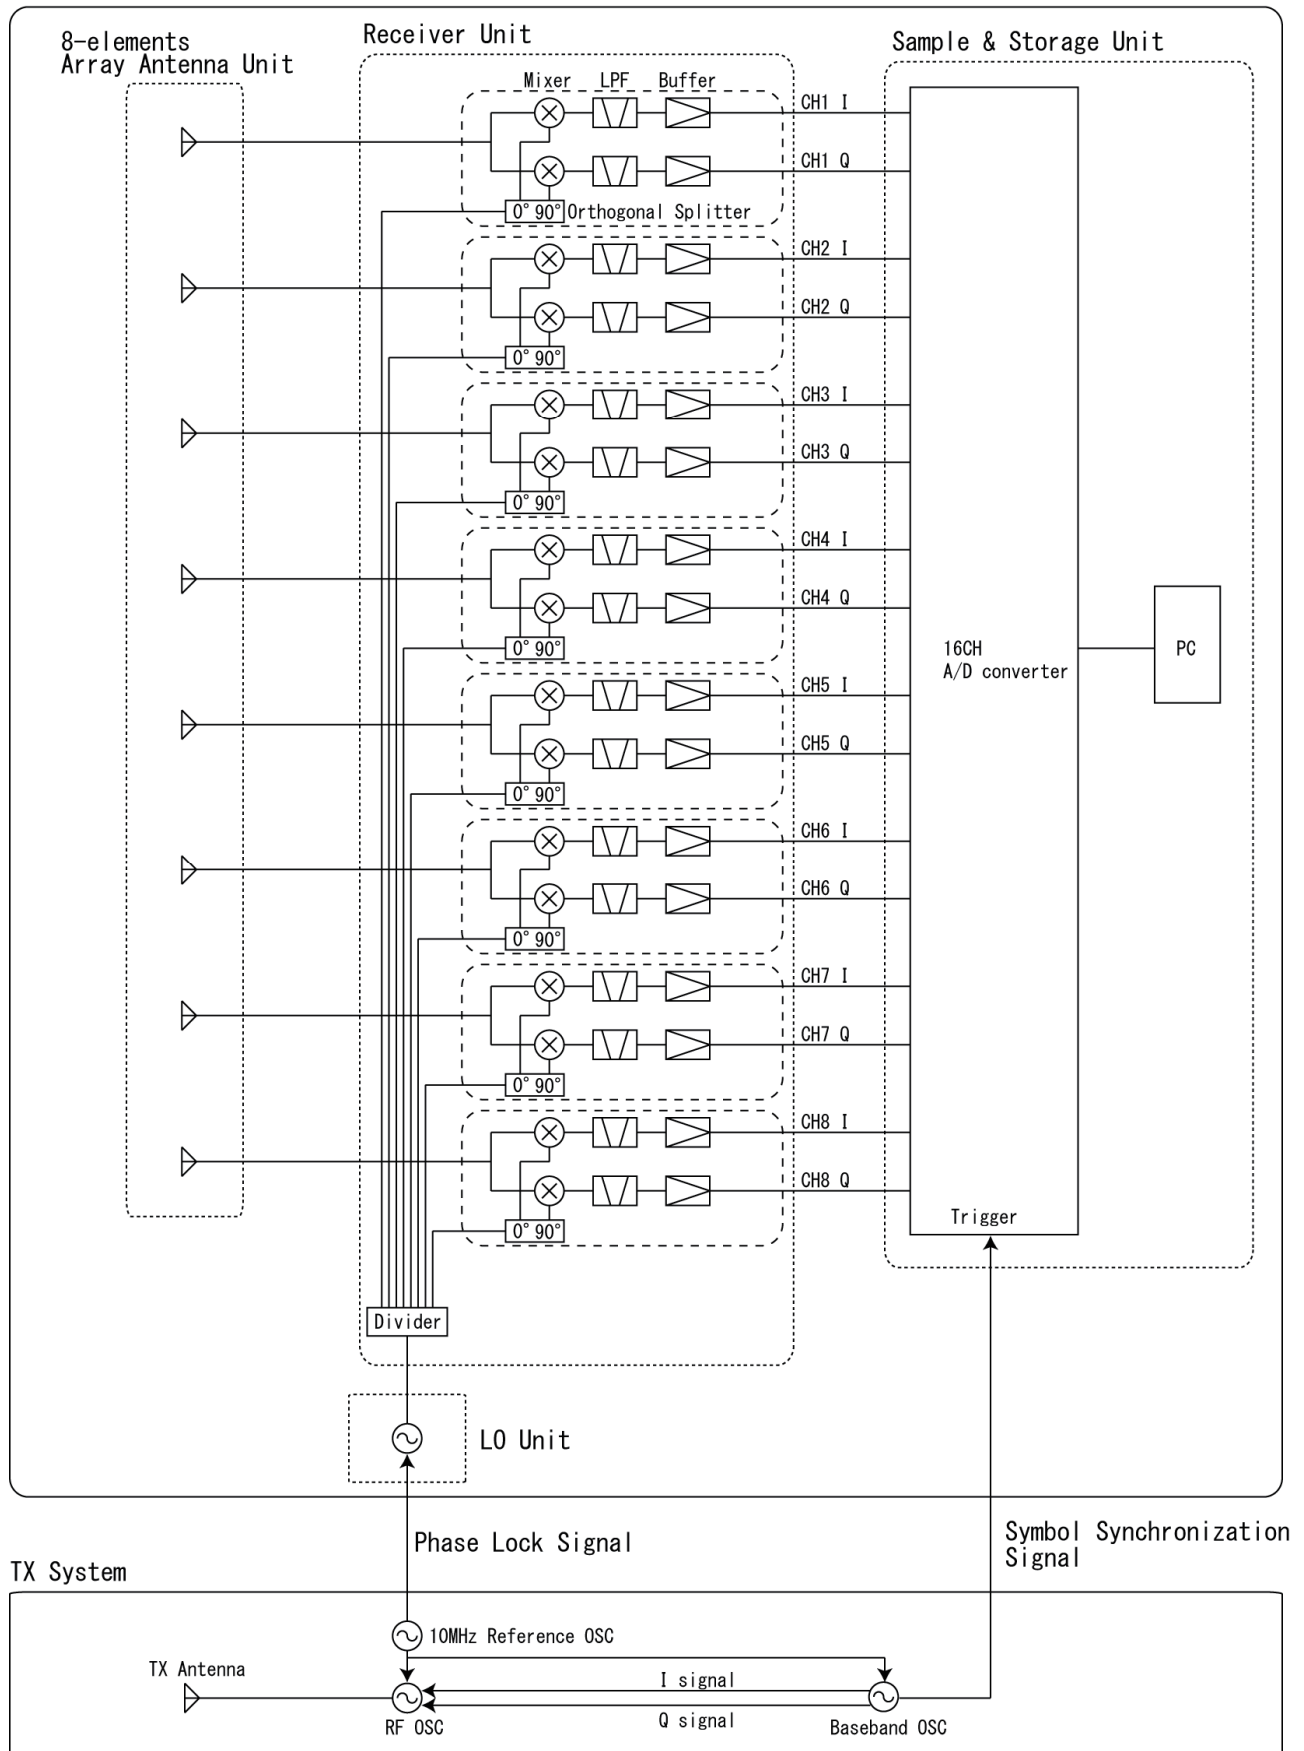 8-elements
Array Antenna Unit
Receiver Unit
Sample & Storage Unit
Mixer LPF Buffer
CH1 I
CH1 Q
0° 90° Orthogonal Splitter
CH2 I
CH2 Q
0° 90°
CH3 I
CH3 Q
0° 90°
CH4 I
CH4 Q
0° 90°
16CH
A/D converter
PC
CH5 I
CH5 Q
0° 90°
CH6 I
CH6 Q
0° 90°
CH7 I
CH7 Q
0° 90°
CH8 I
CH8 Q
0° 90°
Trigger
Divider
LO Unit
Phase Lock Signal
Symbol Synchronization
Signal
TX System
10MHz Reference OSC
TX Antenna
I signal
Q signal
RF OSC
Baseband OSC